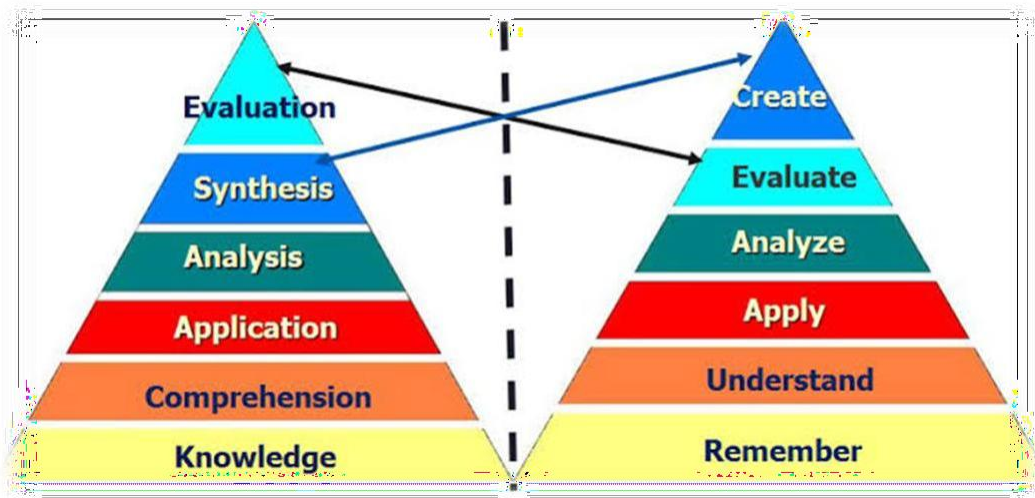 Evaluation
Synthesis
Analysis
Application
Comprehension
Knowledge
Create
Evaluate
Analyze
Apply
Understand
Remember